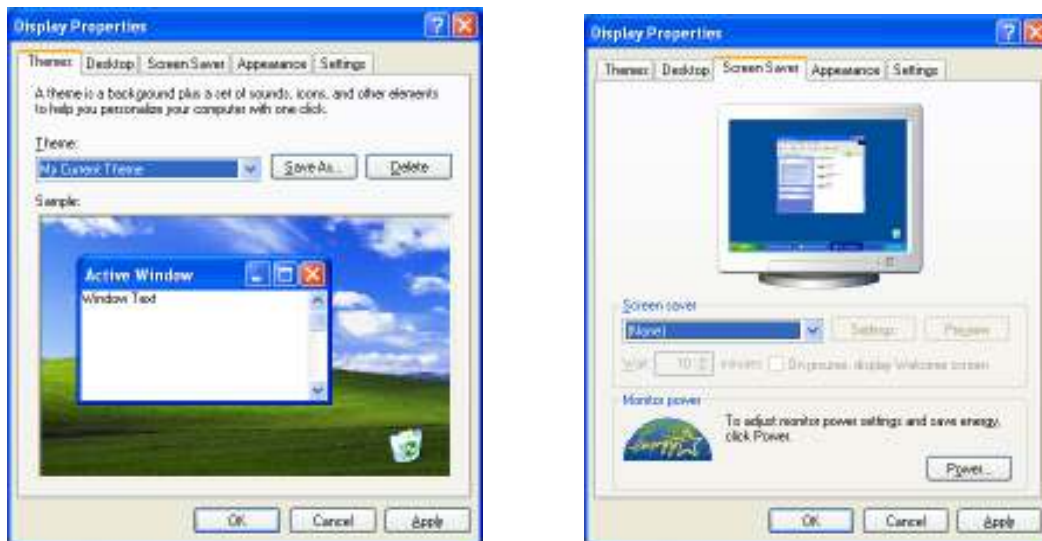 Display Properties
Themes Desktop Screen Saver Appearance Settings
A theme is a background plus a set of sounds, icons, and other elements
to help you personalize your computer with one click.
Theme:
My Current Theme
Save As...
Delete
Sample:
Active Window
Window Text
OK Cancel Apply
Display Properties
Themes Desktop Screen Saver Appearance Settings
Screen saver
(None)
Settings
Preview
Wait: 10 minutes On resume, display Welcome screen
Monitor power
To adjust monitor power settings and save energy,
click Power.
energy
Power...
OK Cancel Apply